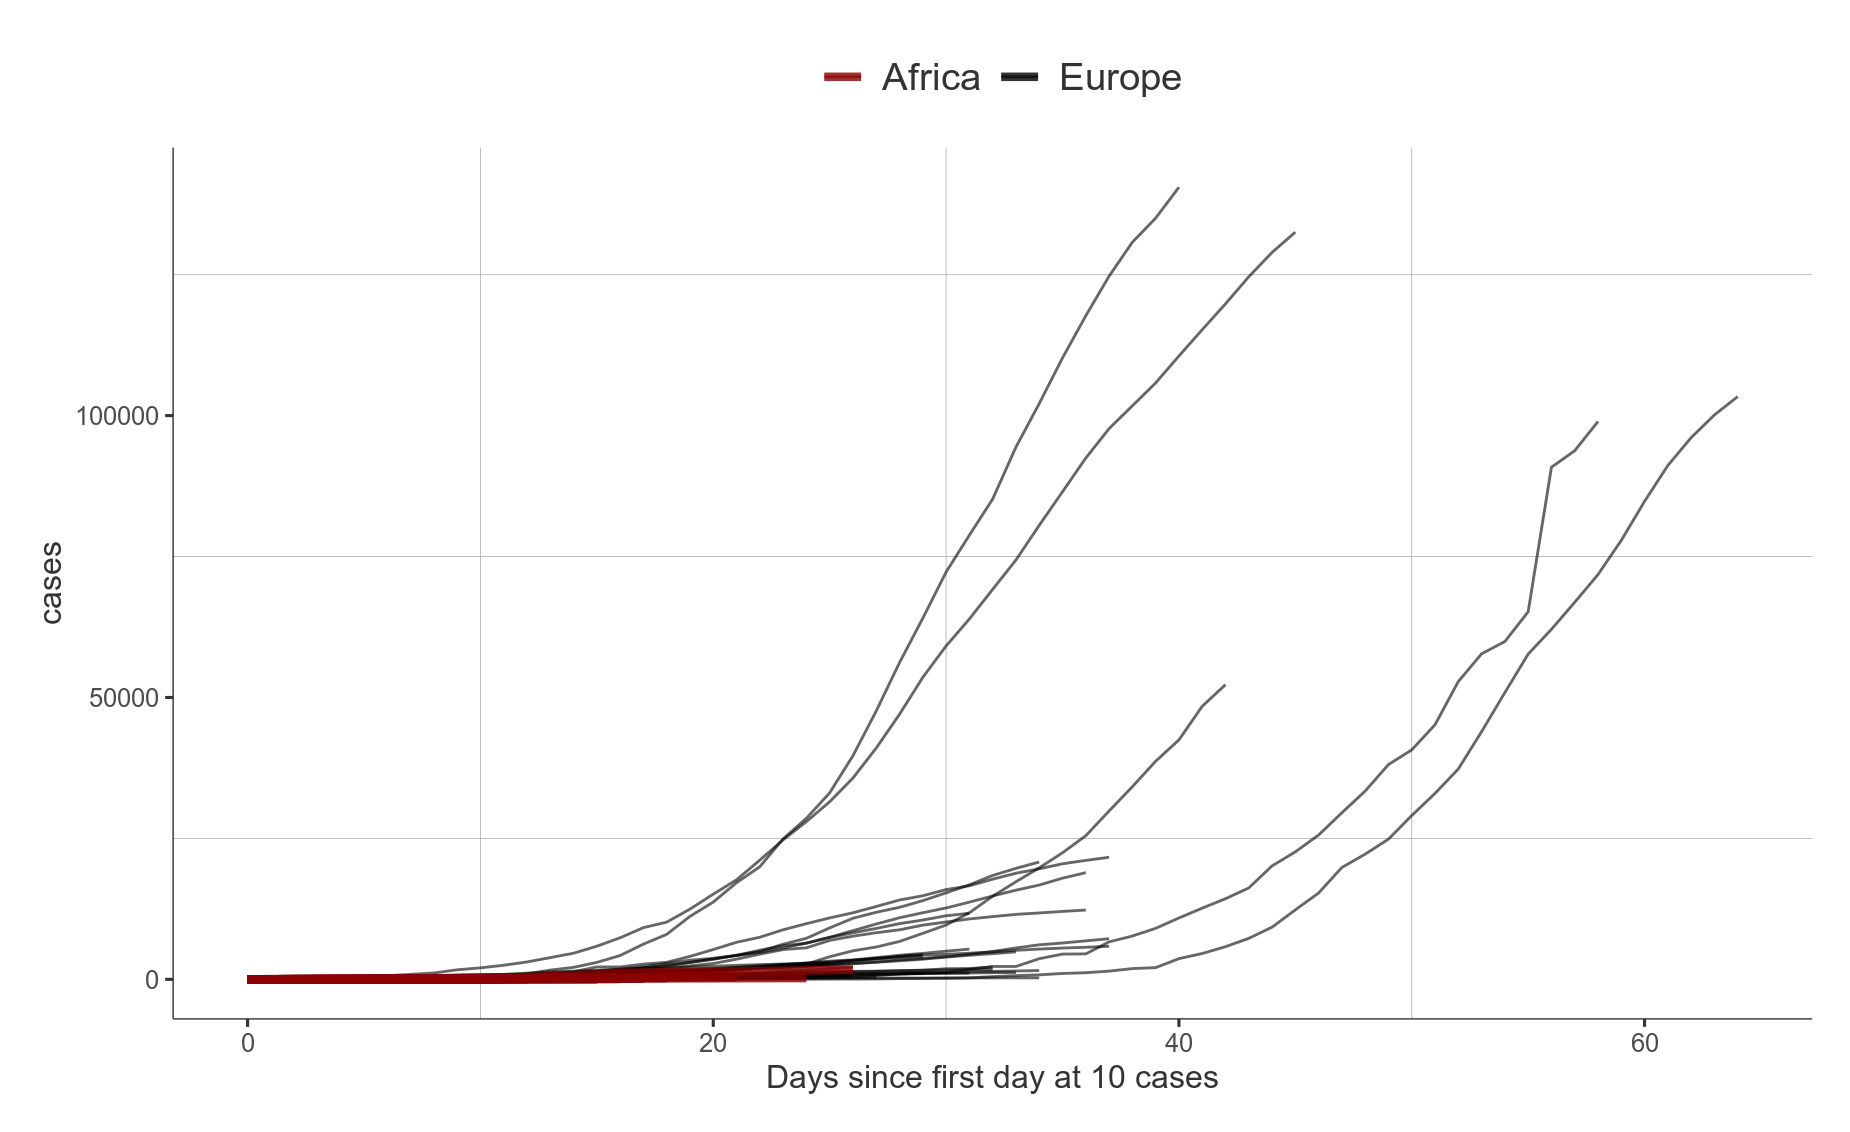 Africa Europe
100000
50000
0
cases
0 20 40 60
Days since first day at 10 cases